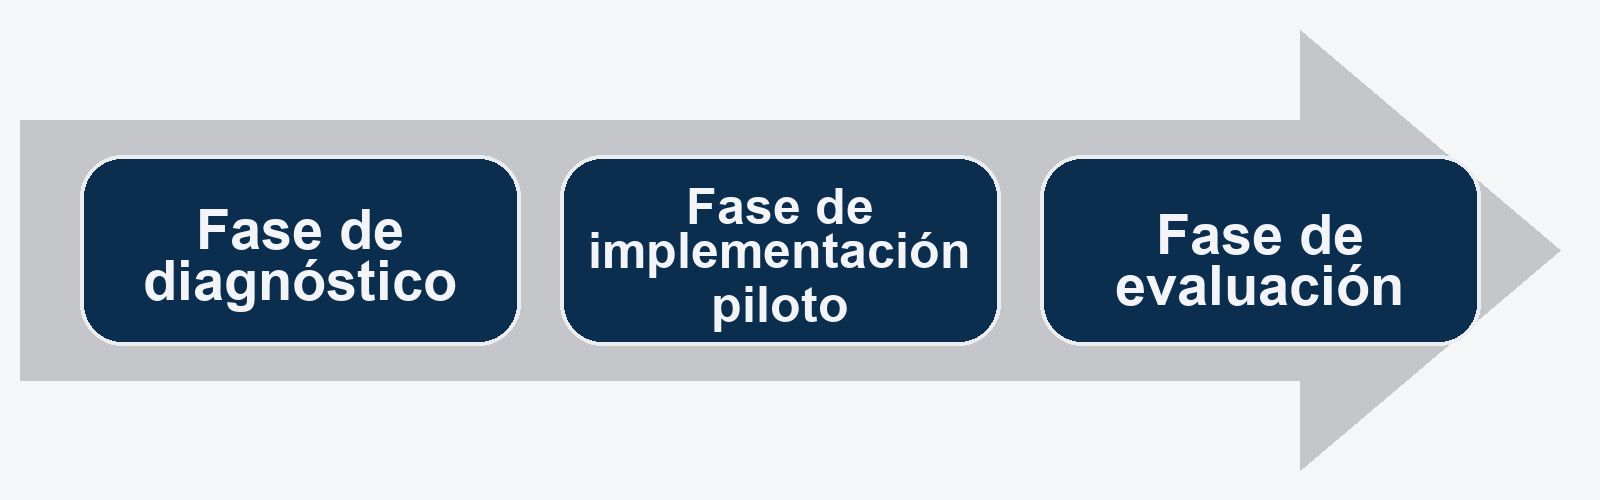 Fase de
diagnóstico
Fase de
implementación
piloto
Fase de
evaluación